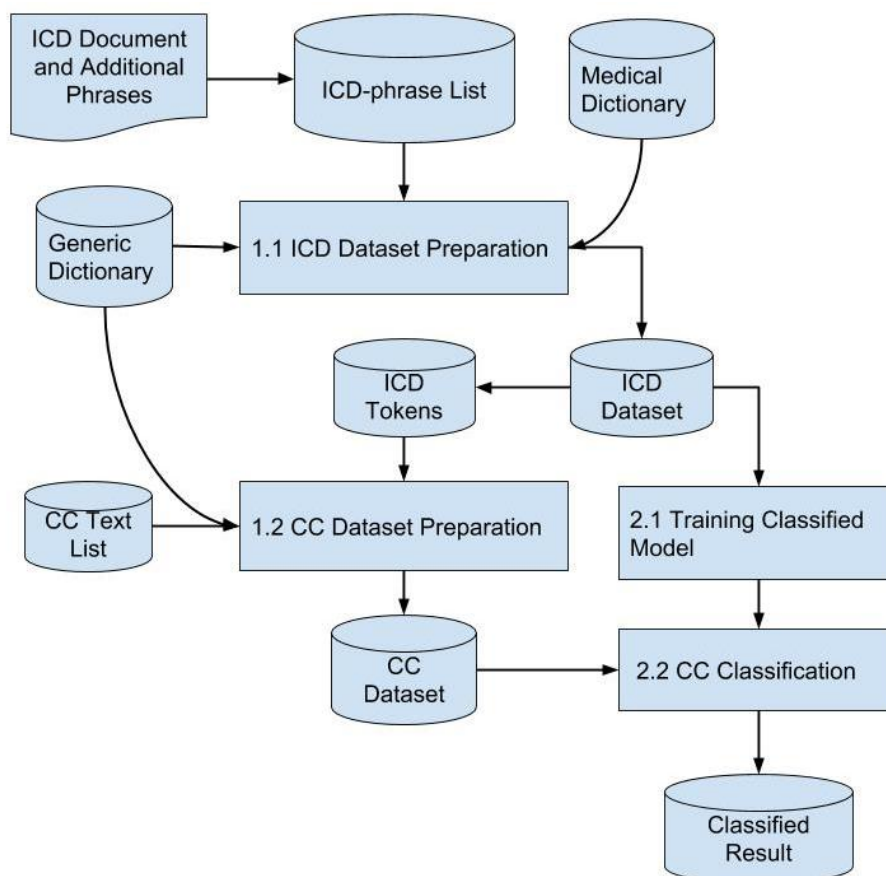 ICD Document
and Additional
Phrases
ICD-phrase List
Medical
Dictionary
Generic
Dictionary
1.1 ICD Dataset Preparation
ICD
Tokens
ICD
Dataset
CC Text
List
1.2 CC Dataset Preparation
2.1 Training Classified
Model
CC
Dataset
2.2 CC Classification
Classified
Result